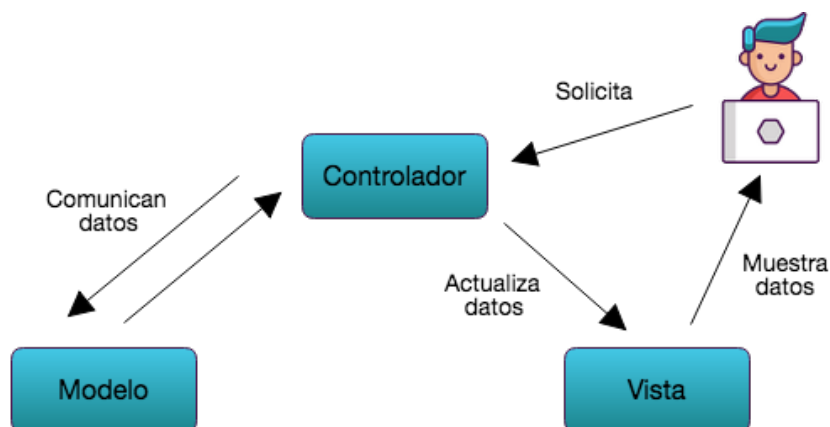 Solicita
Controlador
Comunican
datos
Actualiza
datos
Muestra
datos
Modelo
Vista